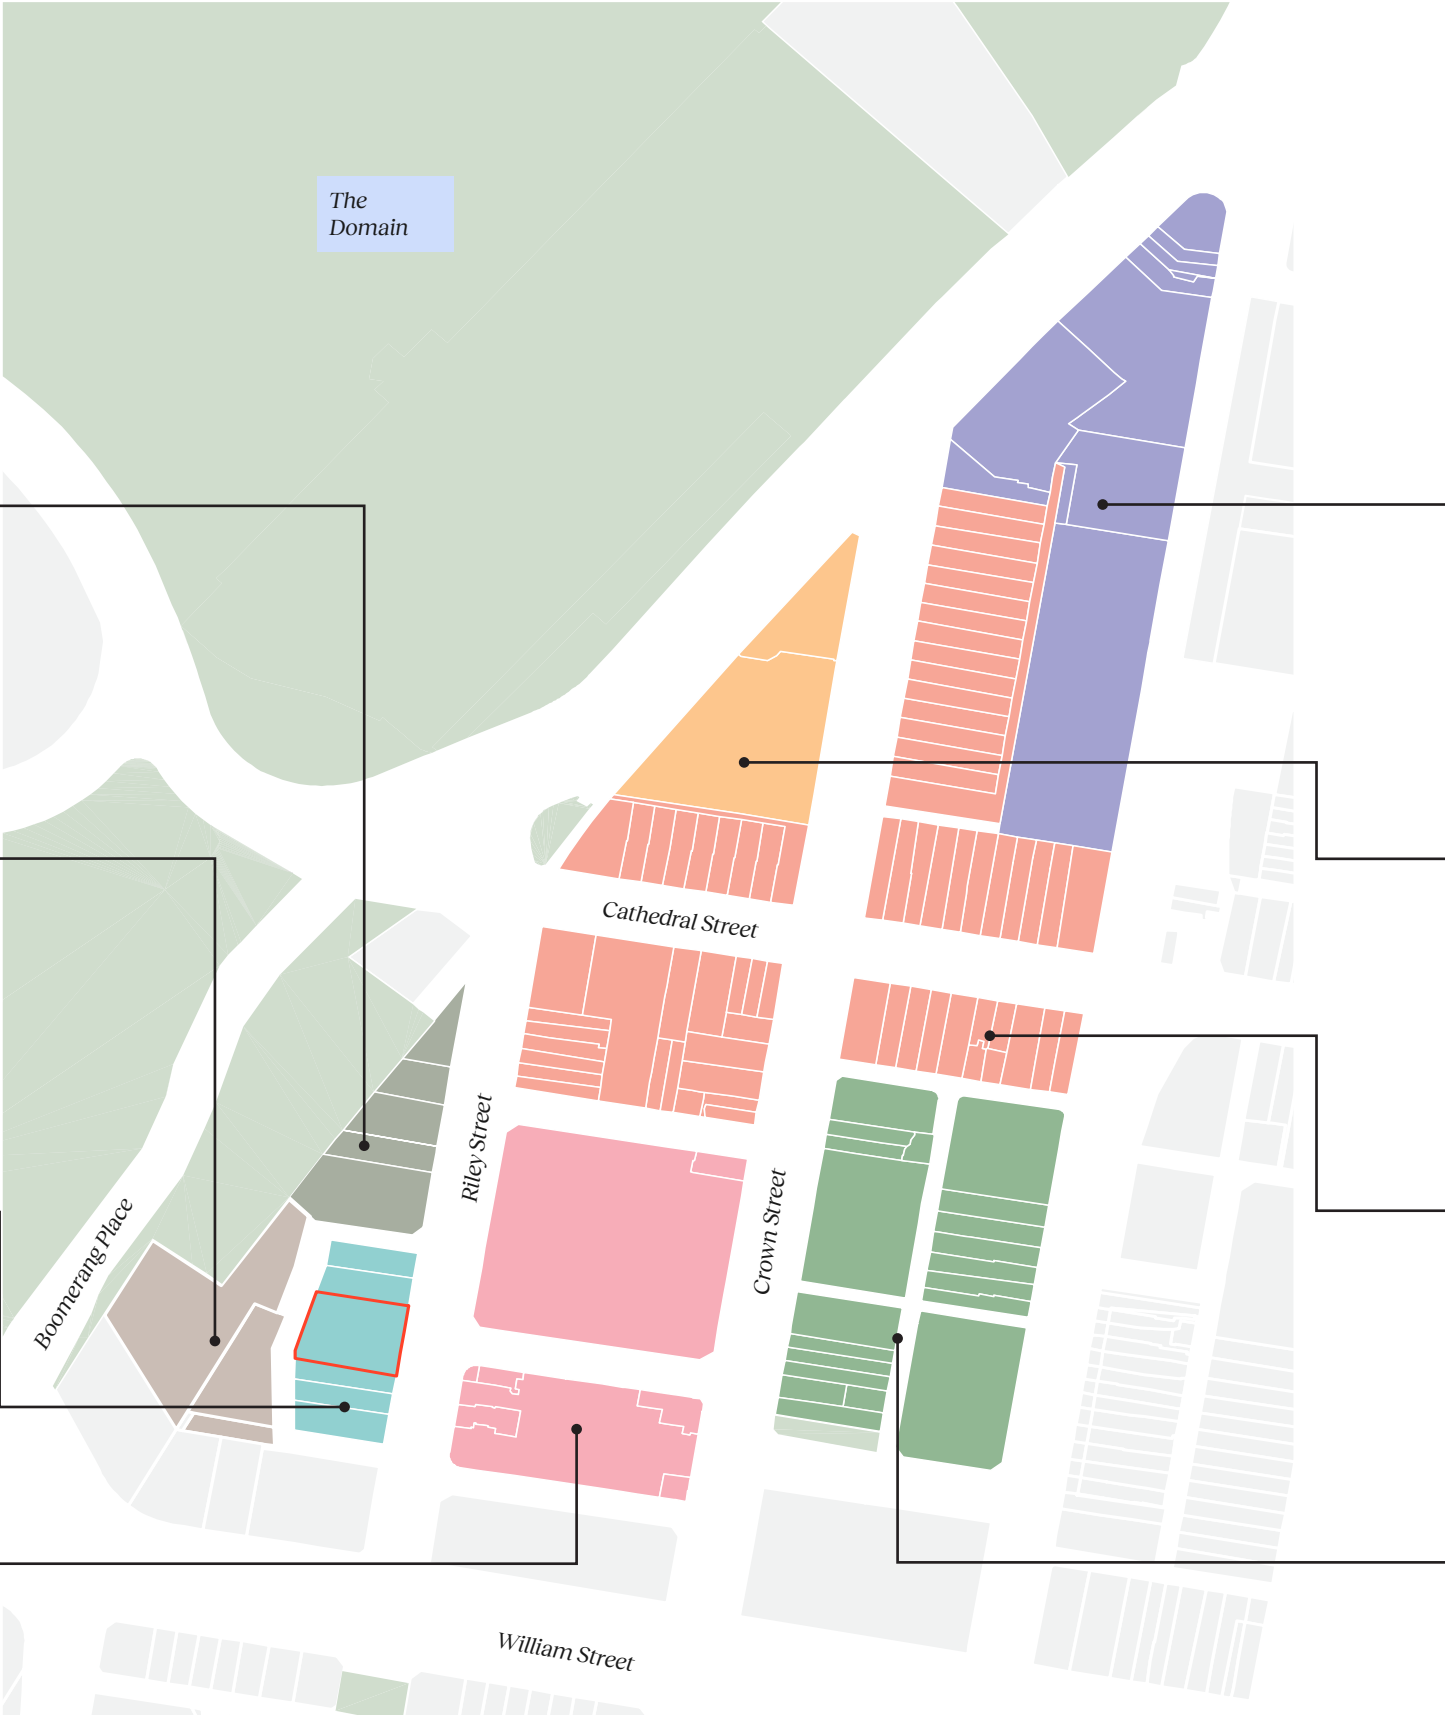 The
Domain
Cathedral Street
Riley Street
Crown Street
Boomerang Place
William Street